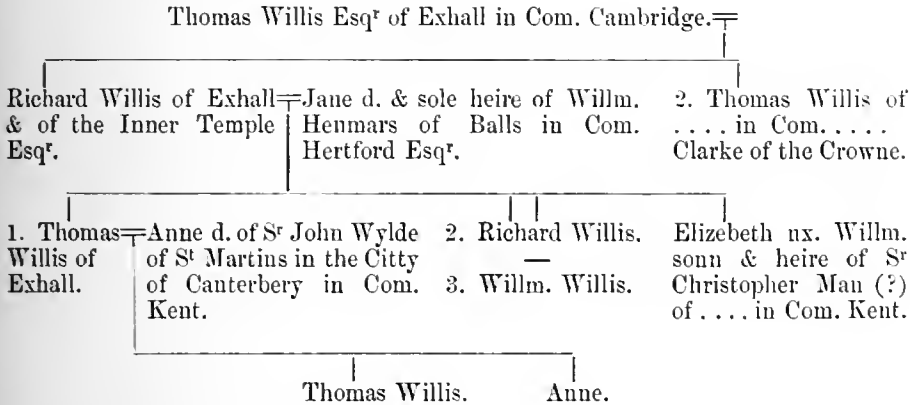 Thomas Willis Esqʳ of Exhall in Com. Cambridge.
Richard Willis of Exhall
& of the Inner Temple
Esqʳ.
Jane d. & sole heire of Willm.
Henmars of Balls in Com.
Hertford Esqʳ.
2. Thomas Willis of
. . . . in Com. . . . .
Clarke of the Crowne.
1. Thomas
Willis of
Exhall.
Anne d. of Sʳ John Wylde
of Sᵗ Martins in the Citty
of Canterbery in Com.
Kent.
2. Richard Willis.
—
3. Willm. Willis.
Elizebeth ux. Willm.
sonn & heire of Sʳ
Christopher Man (?)
of . . . . in Com. Kent.
Thomas Willis.
Anne.